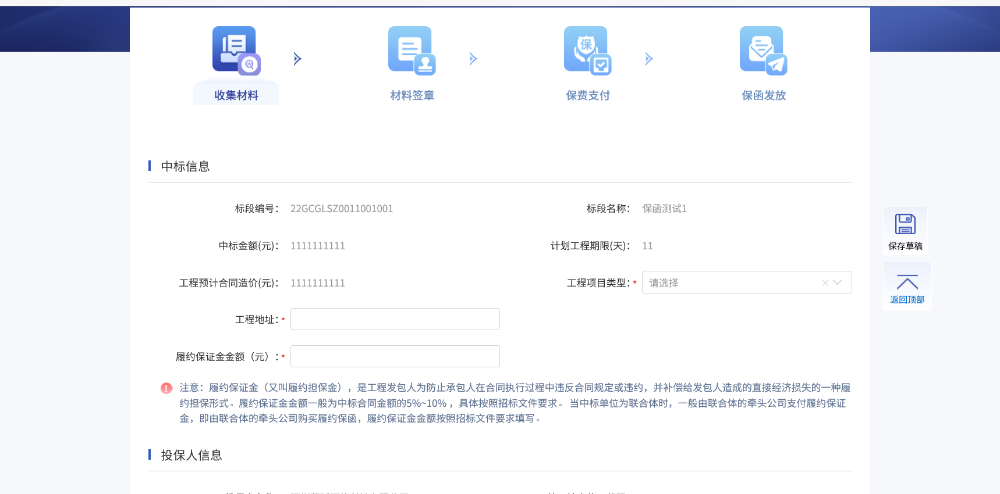 保
收集材料
材料签章
保费支付
保函发放
中标信息
标段编号： 22GCGLSZ0011001001
标段名称： 保函测试1
中标金额(元)： 1111111111
计划工程期限(天)： 11
工程预计合同造价(元)： 1111111111
工程项目类型：* 请选择
工程地址：*
履约保证金金额（元）：*
注意：履约保证金（又叫履约担保金），是工程发包人为防止承包人在合同执行过程中违反合同规定或违约，并补偿给发包人造成的直接经济损失的一种履
约担保形式。履约保证金金额一般为中标合同金额的5%~10% ，具体按照招标文件要求。 当中标单位为联合体时，一般由联合体的牵头公司支付履约保证
金，即由联合体的牵头公司购买履约保函，履约保证金金额按照招标文件要求填写。
投保人信息
保存草稿
返回顶部